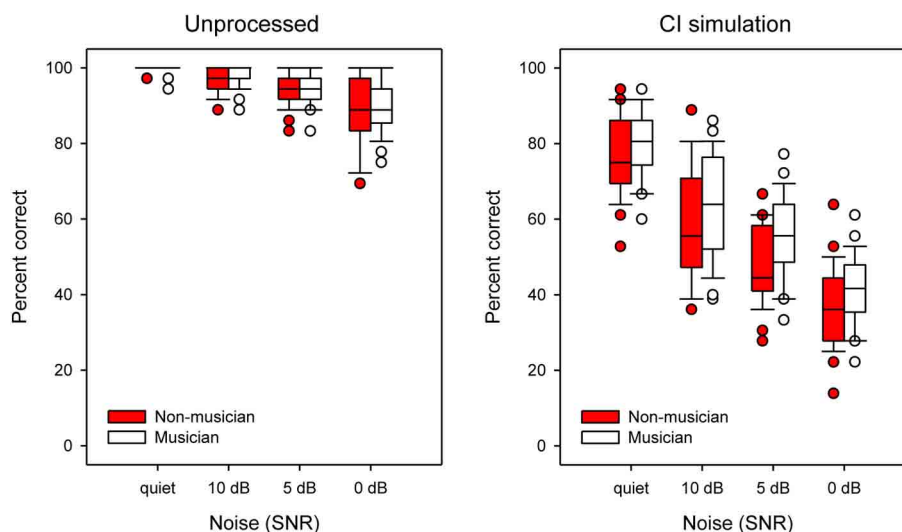 Unprocessed
Percent correct
100
80
60
40
20
0
Non-musician
Musician
quiet 10 dB 5 dB 0 dB
Noise (SNR)
CI simulation
Percent correct
100
80
60
40
20
0
Non-musician
Musician
quiet 10 dB 5 dB 0 dB
Noise (SNR)